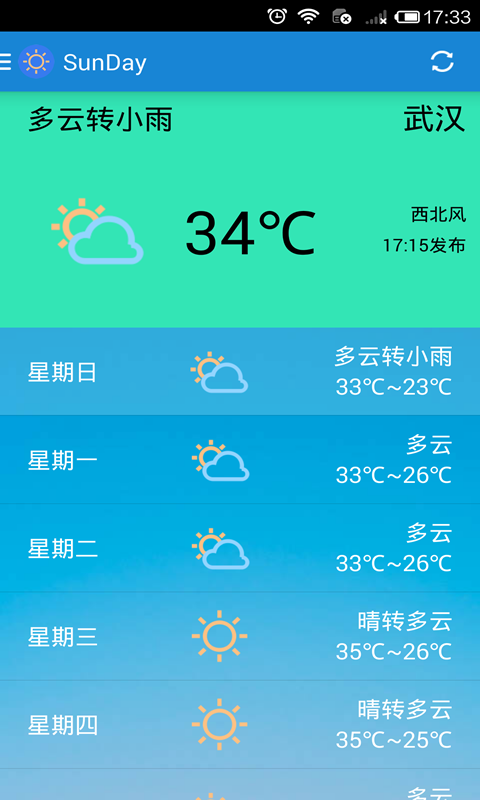 17:33
SunDay
多云转小雨
武汉
34℃
西北风
17:15发布
星期日
多云转小雨
33℃~23℃
星期一
多云
33℃~26℃
星期二
多云
33℃~26℃
星期三
晴转多云
35℃~26℃
星期四
晴转多云
35℃~25℃
多云